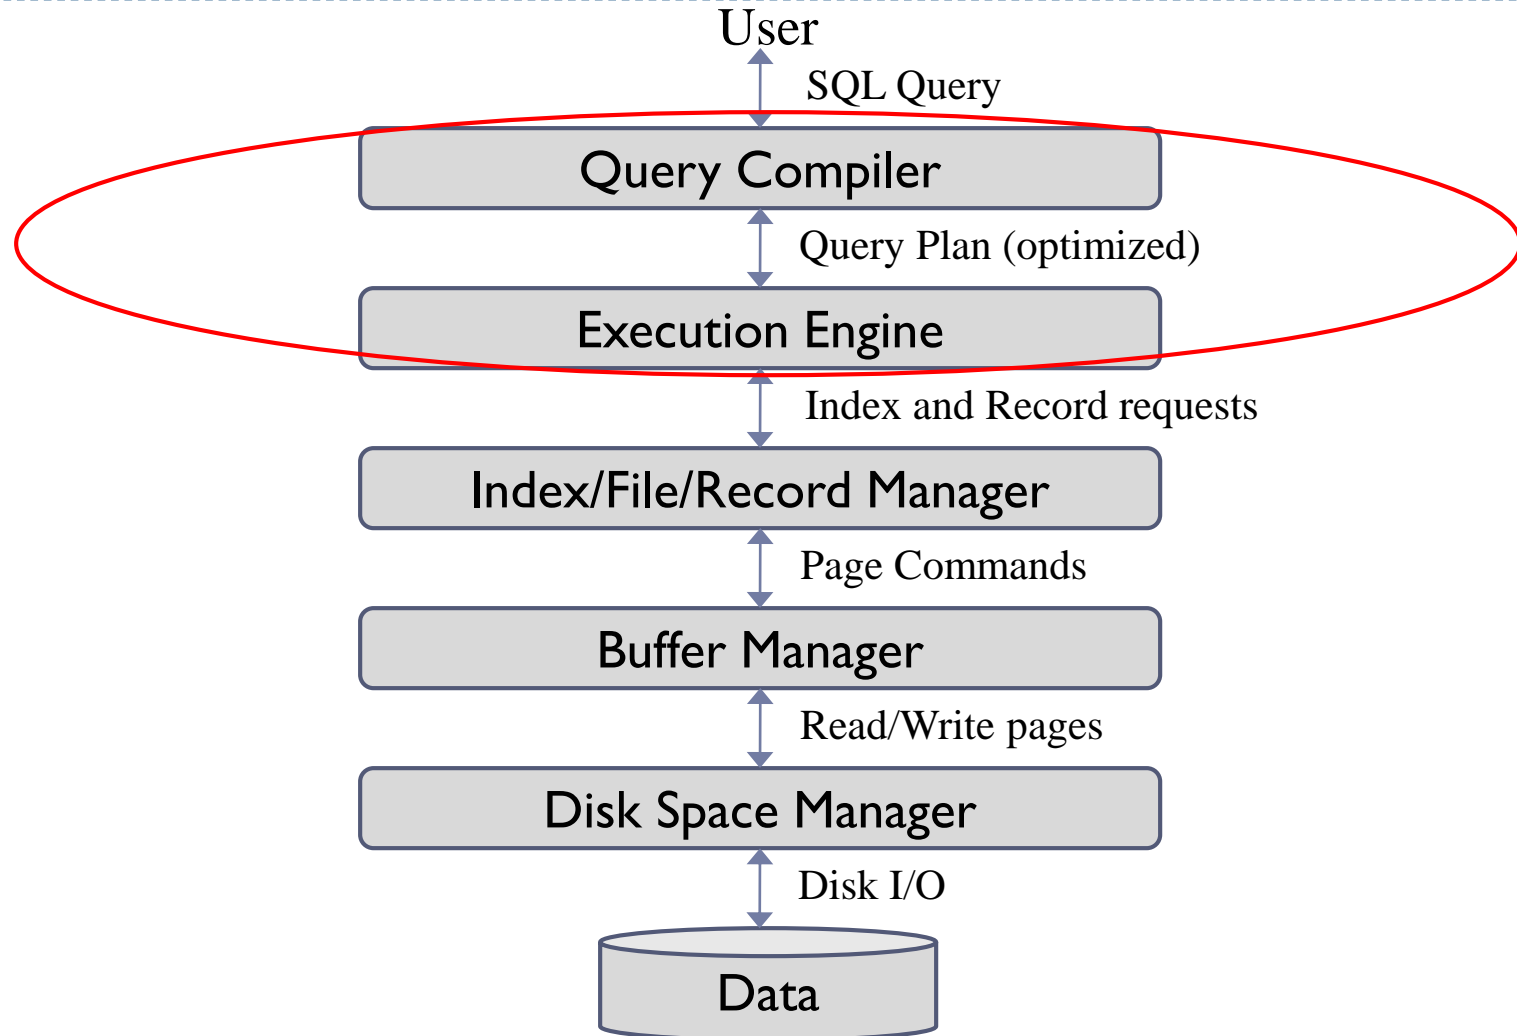 User
SQL Query
Query Compiler
Query Plan (optimized)
Execution Engine
Index and Record requests
Index/File/Record Manager
Page Commands
Buffer Manager
Read/Write pages
Disk Space Manager
Disk I/O
Data